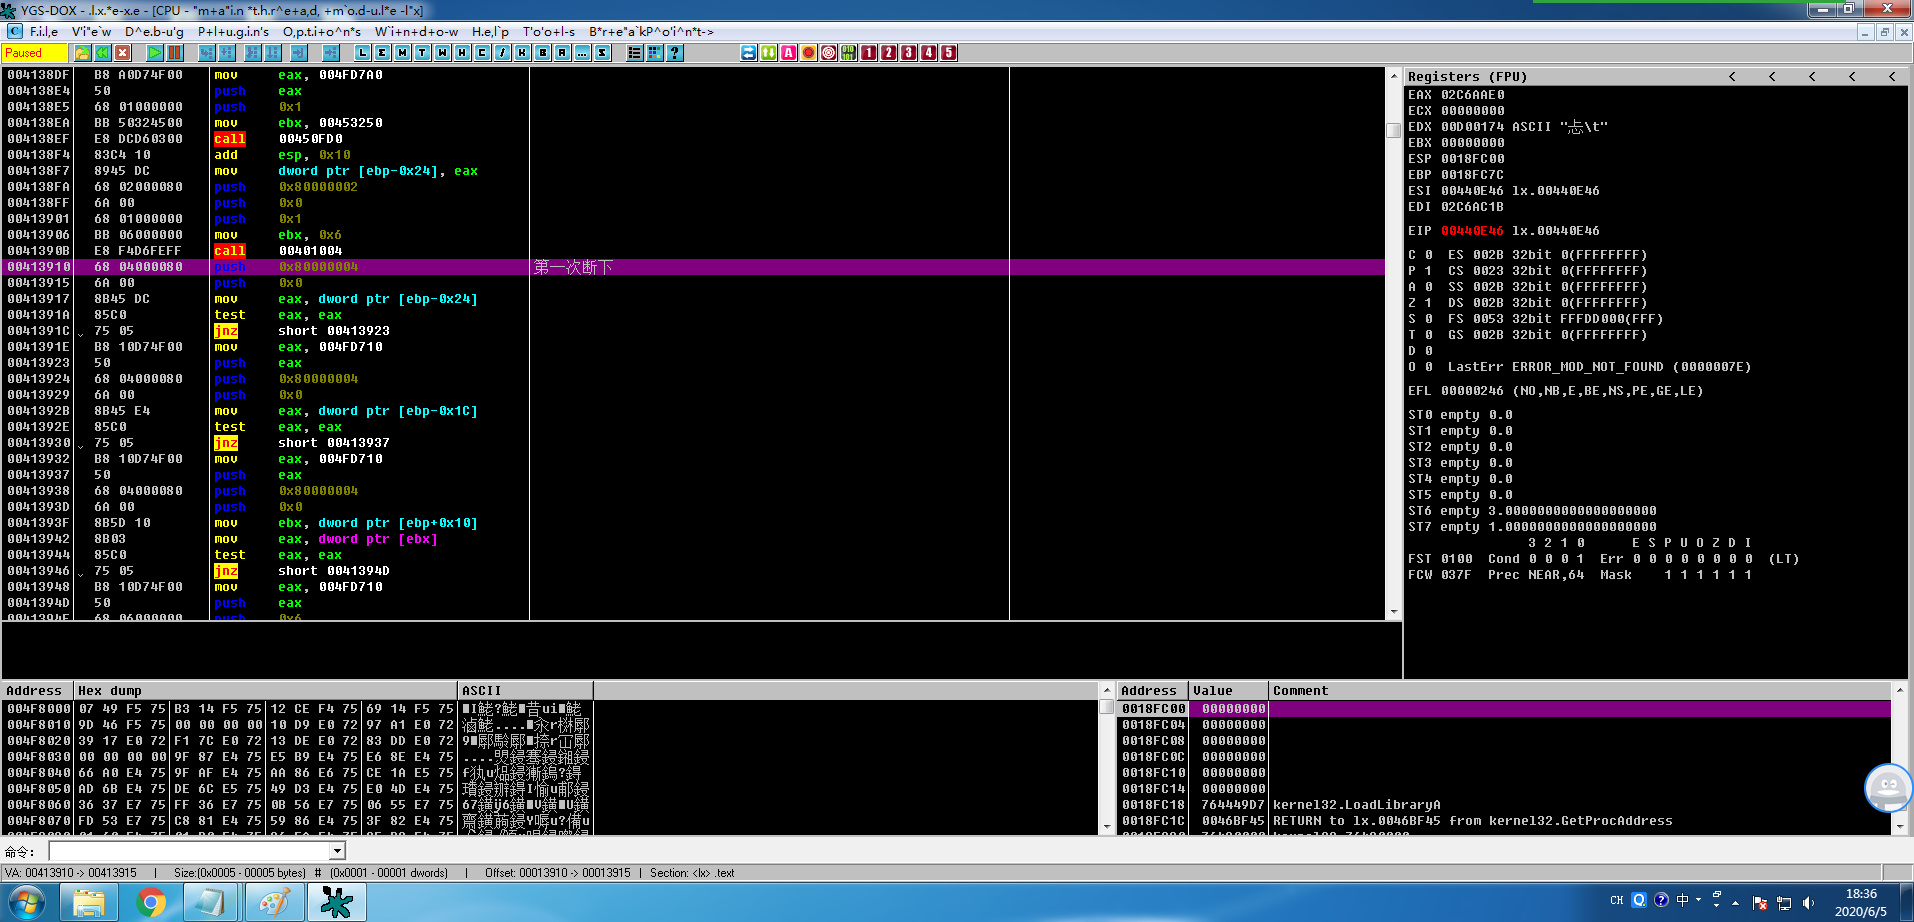 YGS-DOX - .l.x.*e-x.e - [CPU - "m+a"i.n *t.h.r^e+a,d, +m`o.d-u.l*e -l"x]
F.i.l,e V'i"e`w D^e.b-u'g P+l+u.g.i.n's O,p.t.i+o^n*s W`i+n+d+o-w H.e,l`p T'o'o+l-s B*r+e"a`kP^o'i^n*t->
Paused L E M T W H C / K B R ... S ? A 1 2 3 4 5
004138DF B8 A0D74F00 mov eax, 004FD7A0
004138E4 50 push eax
004138E5 68 01000000 push 0x1
004138EA BB 50324500 mov ebx, 00453250
004138EF E8 DCD60300 call 00450FD0
004138F4 83C4 10 add esp, 0x10
004138F7 8945 DC mov dword ptr [ebp-0x24], eax
004138FA 68 02000080 push 0x80000002
004138FF 6A 00 push 0x0
00413901 68 01000000 push 0x1
00413906 BB 06000000 mov ebx, 0x6
0041390B E8 F4D6FEFF call 00401004
00413910 68 04000080 push 0x80000004 第一次断下
00413915 6A 00 push 0x0
00413917 8B45 DC mov eax, dword ptr [ebp-0x24]
0041391A 85C0 test eax, eax
0041391C 75 05 jnz short 00413923
0041391E B8 10D74F00 mov eax, 004FD710
00413923 50 push eax
00413924 68 04000080 push 0x80000004
00413929 6A 00 push 0x0
0041392B 8B45 E4 mov eax, dword ptr [ebp-0x1C]
0041392E 85C0 test eax, eax
00413930 75 05 jnz short 00413937
00413932 B8 10D74F00 mov eax, 004FD710
00413937 50 push eax
00413938 68 04000080 push 0x80000004
0041393D 6A 00 push 0x0
0041393F 8B5D 10 mov ebx, dword ptr [ebp+0x10]
00413942 8B03 mov eax, dword ptr [ebx]
00413944 85C0 test eax, eax
00413946 75 05 jnz short 0041394D
00413948 B8 10D74F00 mov eax, 004FD710
0041394D 50 push eax
0041394E 68 06000000 push 0x6
Registers (FPU) < < < < <
EAX 02C6AAE0
ECX 00000000
EDX 00D00174 ASCII "忐\t"
EBX 00000000
ESP 0018FC00
EBP 0018FC7C
ESI 00440E46 lx.00440E46
EDI 02C6AC1B
EIP 00440E46 lx.00440E46
C 0 ES 002B 32bit 0(FFFFFFFF)
P 1 CS 0023 32bit 0(FFFFFFFF)
A 0 SS 002B 32bit 0(FFFFFFFF)
Z 1 DS 002B 32bit 0(FFFFFFFF)
S 0 FS 0053 32bit FFFDD000(FFF)
T 0 GS 002B 32bit 0(FFFFFFFF)
D 0
O 0 LastErr ERROR_MOD_NOT_FOUND (0000007E)
EFL 00000246 (NO,NB,E,BE,NS,PE,GE,LE)
ST0 empty 0.0
ST1 empty 0.0
ST2 empty 0.0
ST3 empty 0.0
ST4 empty 0.0
ST5 empty 0.0
ST6 empty 3.0000000000000000000
ST7 empty 1.0000000000000000000
3 2 1 0 E S P U O Z D I
FST 0100 Cond 0 0 0 1 Err 0 0 0 0 0 0 0 0 (LT)
FCW 037F Prec NEAR,64 Mask 1 1 1 1 1 1
Address Hex dump ASCII
004F8000 07 49 F5 75 B3 14 F5 75 12 CE F4 75 69 14 F5 75
004F8010 9D 46 F5 75 00 00 00 00 10 D9 E0 72 97 A1 E0 72
004F8020 39 17 E0 72 F1 7C E0 72 13 DE E0 72 83 DD E0 72
004F8030 00 00 00 00 9F 87 E4 75 E5 B9 E4 75 E6 8E E4 75
004F8040 66 A0 E4 75 9F AF E4 75 AA 86 E6 75 CE 1A E5 75
004F8050 AD 6B E4 75 DE 6C E5 75 49 D3 E4 75 E0 4D E4 75
004F8060 36 37 E7 75 FF 36 E7 75 0B 56 E7 75 06 55 E7 75
004F8070 FD 53 E7 75 C8 81 E4 75 59 86 E4 75 3F 82 E4 75
Address Value Comment
0018FC00 00000000
0018FC04 00000000
0018FC08 00000000
0018FC0C 00000000
0018FC10 00000000
0018FC14 00000000
0018FC18 764449D7 kernel32.LoadLibraryA
0018FC1C 0046BF45 RETURN to lx.0046BF45 from kernel32.GetProcAddress
命令:
VA: 00413910 -> 00413915 | Size:(0x0005 - 00005 bytes) # (0x0001 - 00001 dwords) | Offset: 00013910 -> 00013915 | Section: <lx> .text
CH 中 18:36
2020/6/5